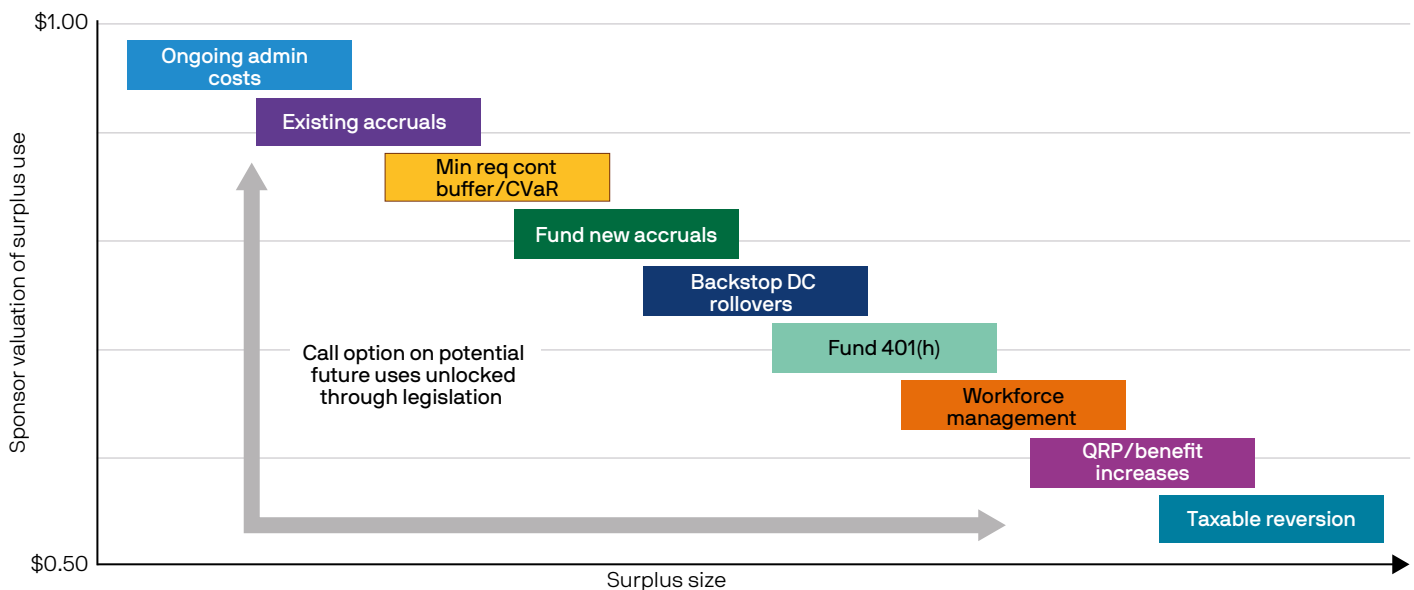 $1.00
Ongoing admin
costs
Existing accruals
Min req cont
buffer/CVaR
Fund new accruals
Backstop DC
rollovers
Fund 401(h)
Call option on potential
future uses unlocked
through legislation
Workforce
management
QRP/benefit
increases
Taxable reversion
Sponsor valuation of surplus use
$0.50
Surplus size